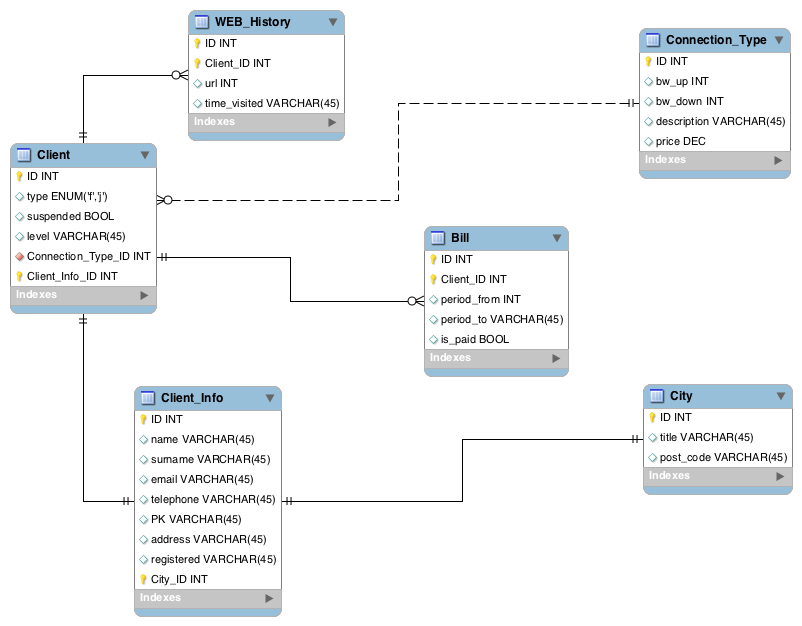 WEB_History
ID INT
Client_ID INT
url INT
time_visited VARCHAR(45)
Indexes
Connection_Type
ID INT
bw_up INT
bw_down INT
description VARCHAR(45)
price DEC
Indexes
Client
ID INT
type ENUM('f','j')
suspended BOOL
level VARCHAR(45)
Connection_Type_ID INT
Client_Info_ID INT
Indexes
Bill
ID INT
Client_ID INT
period_from INT
period_to VARCHAR(45)
is_paid BOOL
Indexes
Client_Info
ID INT
name VARCHAR(45)
surname VARCHAR(45)
email VARCHAR(45)
telephone VARCHAR(45)
PK VARCHAR(45)
address VARCHAR(45)
registered VARCHAR(45)
City_ID INT
Indexes
City
ID INT
title VARCHAR(45)
post_code VARCHAR(45)
Indexes